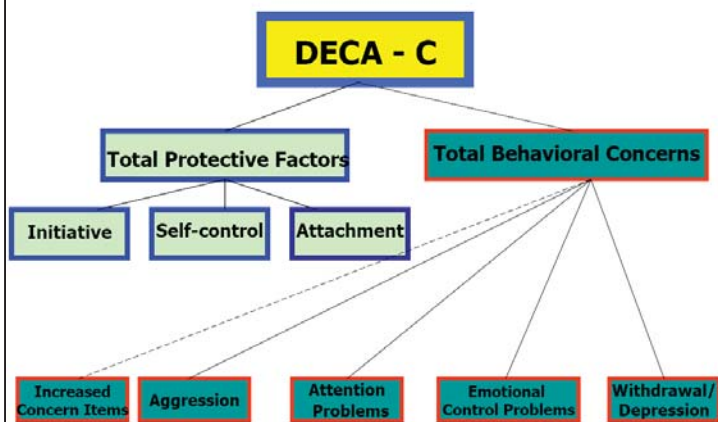 DECA - C
Total Protective Factors
Total Behavioral Concerns
Initiative
Self-control
Attachment
Increased
Concern Items
Aggression
Attention
Problems
Emotional
Control Problems
Withdrawal/
Depression